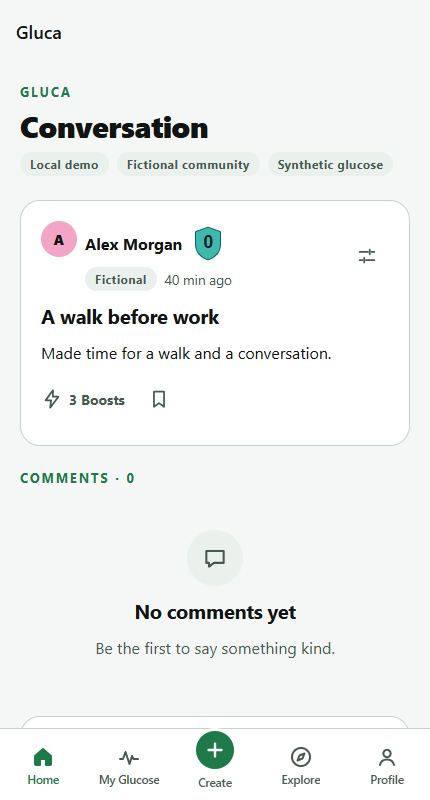 Gluca
GLUCA
Conversation
Local demo Fictional community Synthetic glucose
A Alex Morgan 0
Fictional 40 min ago
A walk before work
Made time for a walk and a conversation.
3 Boosts
COMMENTS · 0
No comments yet
Be the first to say something kind.
Home My Glucose Create Explore Profile